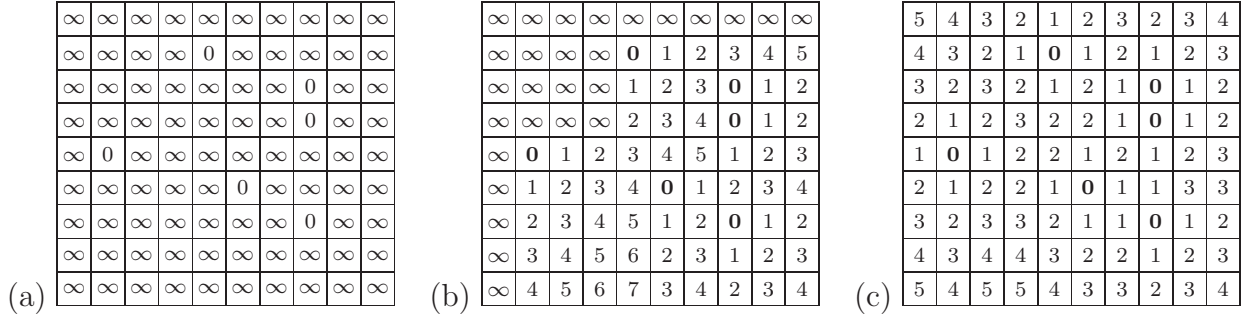 ∞ ∞ ∞ ∞ ∞ ∞ ∞ ∞ ∞ ∞
∞ ∞ ∞ ∞ 0 ∞ ∞ ∞ ∞ ∞
∞ ∞ ∞ ∞ ∞ ∞ ∞ 0 ∞ ∞
∞ ∞ ∞ ∞ ∞ ∞ ∞ 0 ∞ ∞
∞ 0 ∞ ∞ ∞ ∞ ∞ ∞ ∞ ∞
∞ ∞ ∞ ∞ ∞ 0 ∞ ∞ ∞ ∞
∞ ∞ ∞ ∞ ∞ ∞ ∞ 0 ∞ ∞
∞ ∞ ∞ ∞ ∞ ∞ ∞ ∞ ∞ ∞
(a) ∞ ∞ ∞ ∞ ∞ ∞ ∞ ∞ ∞ ∞
∞ ∞ ∞ ∞ ∞ ∞ ∞ ∞ ∞ ∞
∞ ∞ ∞ ∞ 0 1 2 3 4 5
∞ ∞ ∞ ∞ 1 2 3 0 1 2
∞ ∞ ∞ ∞ 2 3 4 0 1 2
∞ 0 1 2 3 4 5 1 2 3
∞ 1 2 3 4 0 1 2 3 4
∞ 2 3 4 5 1 2 0 1 2
∞ 3 4 5 6 2 3 1 2 3
(b) ∞ 4 5 6 7 3 4 2 3 4
5 4 3 2 1 2 3 2 3 4
4 3 2 1 0 1 2 1 2 3
3 2 3 2 1 2 1 0 1 2
2 1 2 3 2 2 1 0 1 2
1 0 1 2 2 1 2 1 2 3
2 1 2 2 1 0 1 1 3 3
3 2 3 3 2 1 1 0 1 2
4 3 4 4 3 2 2 1 2 3
(c) 5 4 5 5 4 3 3 2 3 4